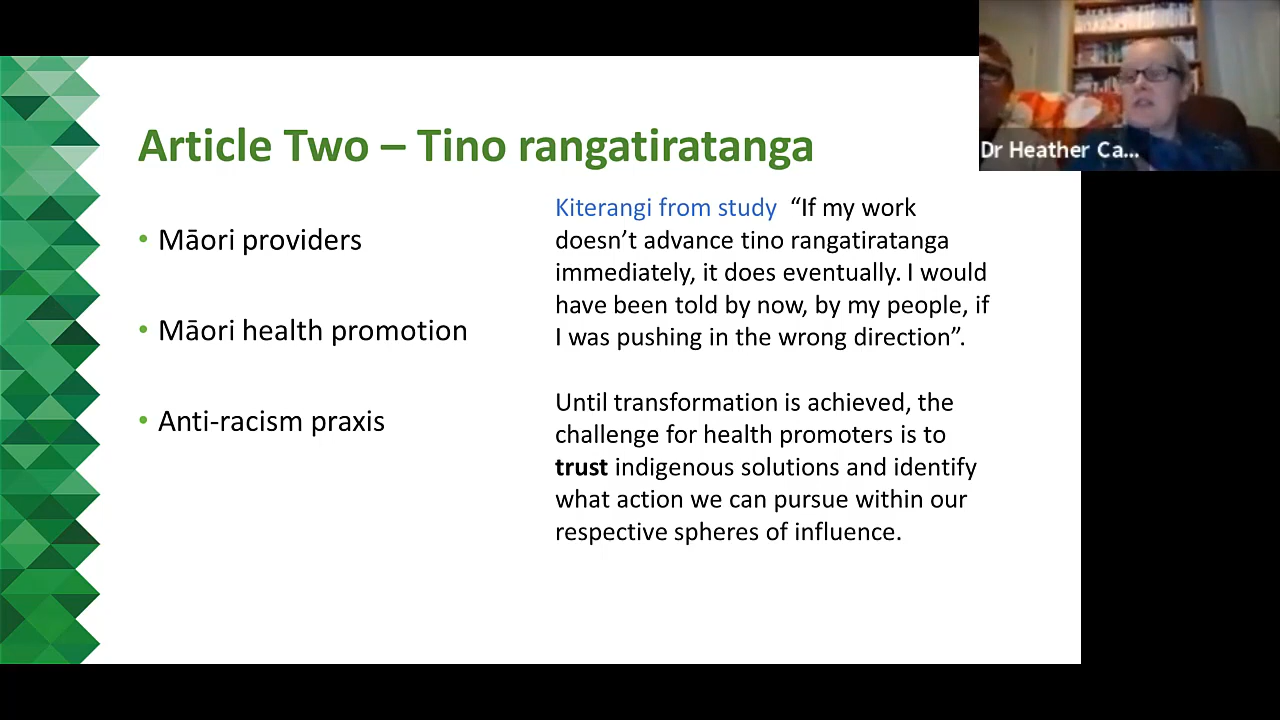 Article Two – Tino rangatiratanga
• Māori providers
• Māori health promotion
• Anti-racism praxis
Kiterangi from study “If my work
doesn’t advance tino rangatiratanga
immediately, it does eventually. I would
have been told by now, by my people, if
I was pushing in the wrong direction”.
Until transformation is achieved, the
challenge for health promoters is to
trust indigenous solutions and identify
what action we can pursue within our
respective spheres of influence.
Dr Heather Ca...